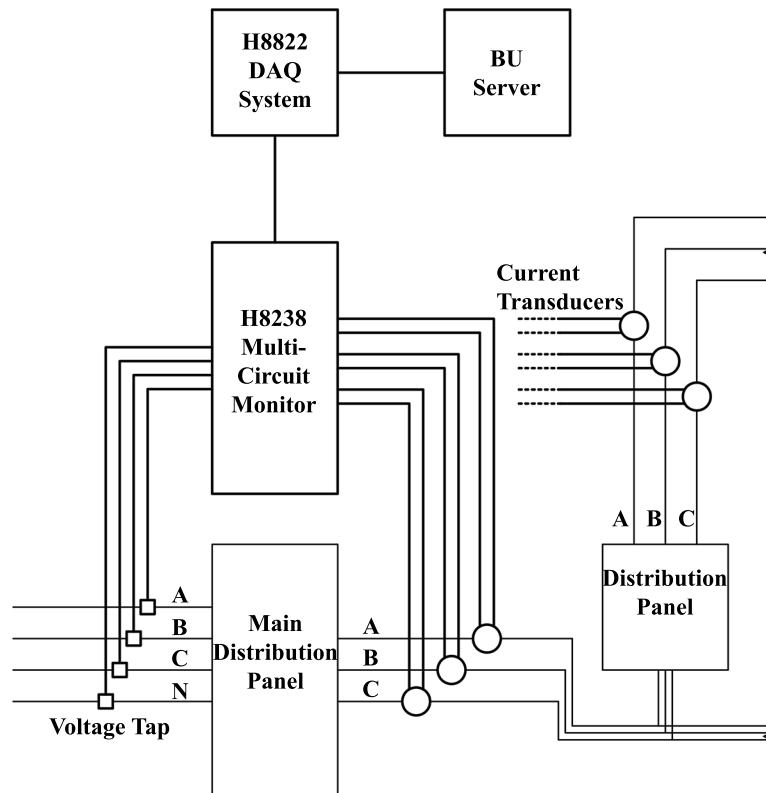 H8822
DAQ
System
BU
Server
H8238
Multi-
Circuit
Monitor
Current
Transducers
A
B
C
Distribution
Panel
A
B
C
N
Voltage Tap
Main
Distribution
Panel
A
B
C